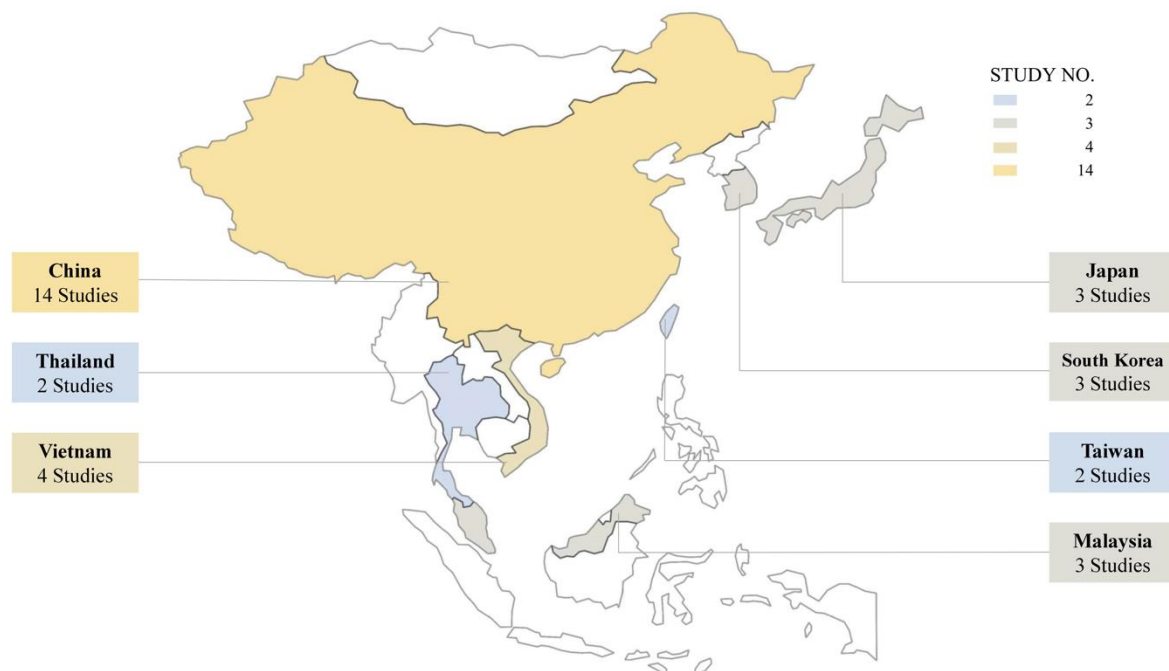 STUDY NO.
2
3
4
14
China
14 Studies
Thailand
2 Studies
Vietnam
4 Studies
Japan
3 Studies
South Korea
3 Studies
Taiwan
2 Studies
Malaysia
3 Studies